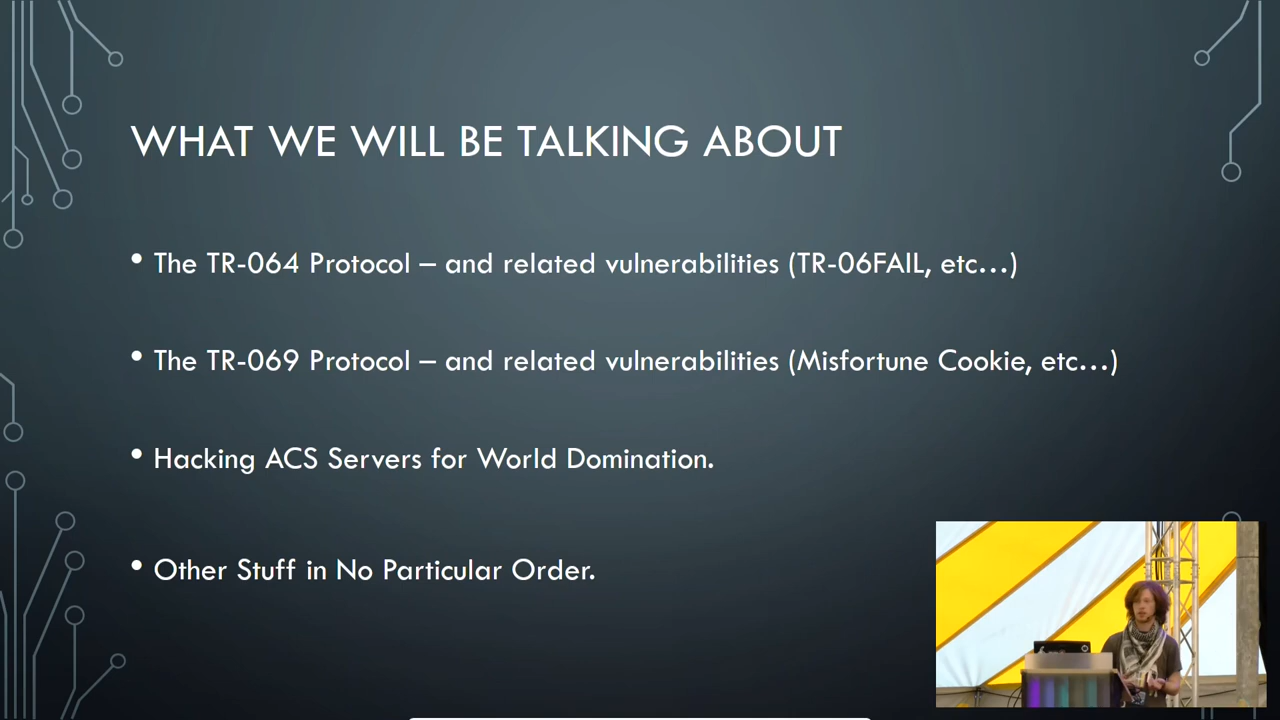 WHAT WE WILL BE TALKING ABOUT
• The TR-064 Protocol – and related vulnerabilities (TR-06FAIL, etc…)
• The TR-069 Protocol – and related vulnerabilities (Misfortune Cookie, etc…)
• Hacking ACS Servers for World Domination.
• Other Stuff in No Particular Order.